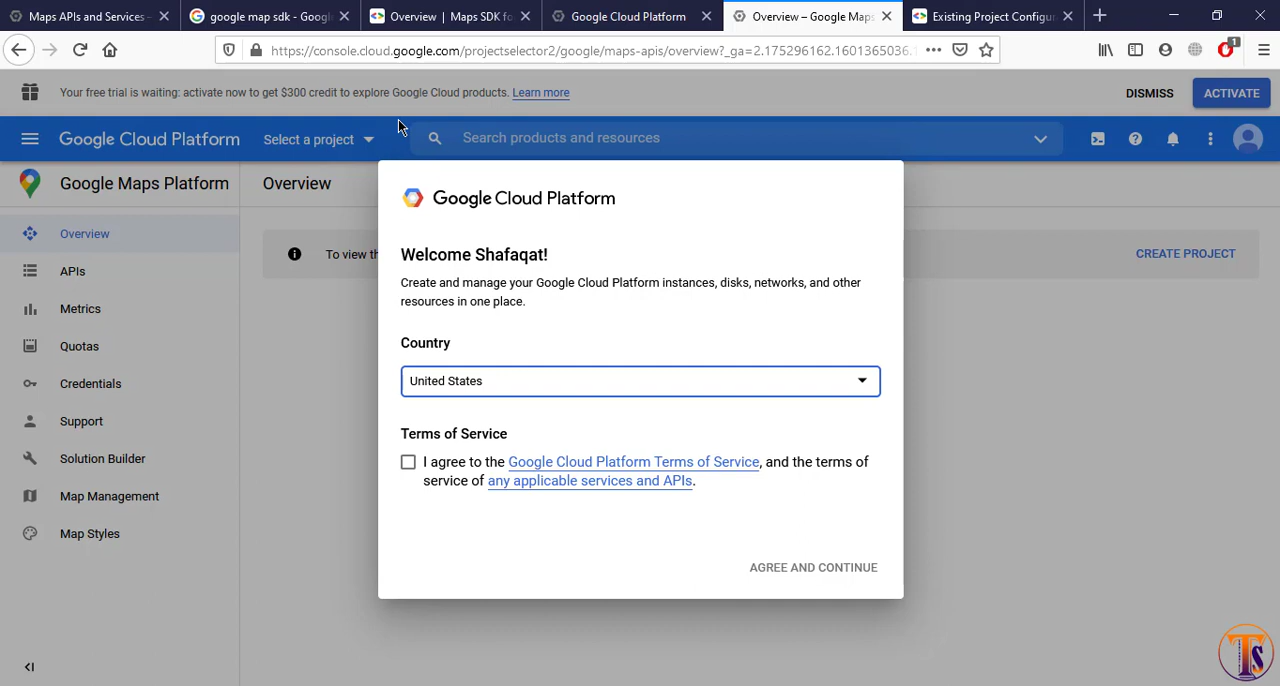 Maps APIs and Services –
google map sdk - Goog
Overview | Maps SDK fo
Google Cloud Platform
Overview – Google Maps
Existing Project Configu
https://console.cloud.google.com/projectselector2/google/maps-apis/overview?_ga=2.175296162.1601365036.
1
Your free trial is waiting: activate now to get $300 credit to explore Google Cloud products. Learn more
DISMISS
ACTIVATE
Google Cloud Platform
Select a project
Search products and resources
Google Maps Platform
Overview
Overview
APIs
Metrics
Quotas
Credentials
Support
Solution Builder
Map Management
Map Styles
To view th
CREATE PROJECT
Google Cloud Platform
Welcome Shafaqat!
Create and manage your Google Cloud Platform instances, disks, networks, and other
resources in one place.
Country
United States
Terms of Service
I agree to the Google Cloud Platform Terms of Service, and the terms of
service of any applicable services and APIs.
AGREE AND CONTINUE
TS